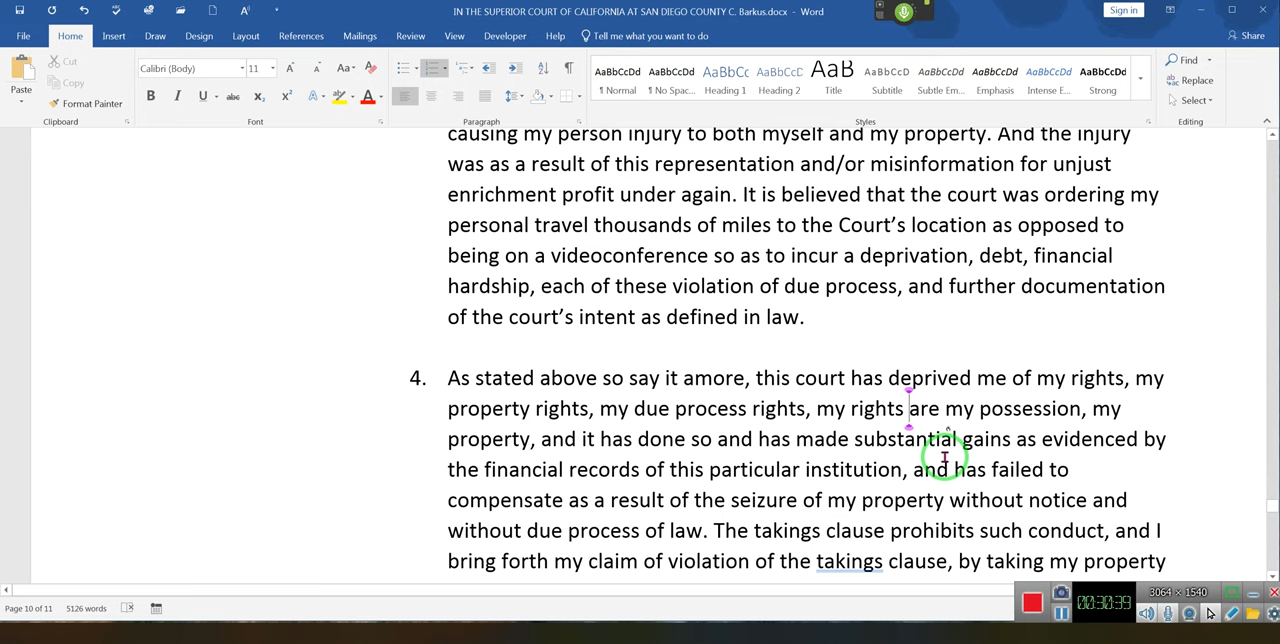 IN THE SUPERIOR COURT OF CALIFORNIA AT SAN DIEGO COUNTY C. Barkus.docx - Word
Sign in
File Home Insert Draw Design Layout References Mailings Review View Developer Help Tell me what you want to do Share
Paste
Cut
Copy
Format Painter
Clipboard
Calibri (Body) 11
Font
Paragraph
AaBbCcDd AaBbCcDd AaBbCc AaBbCcD AaB AaBbCcD AaBbCcDd AaBbCcDd AaBbCcDd AaBbCcDd
¶ Normal ¶ No Spac... Heading 1 Heading 2 Title Subtitle Subtle Em... Emphasis Intense E... Strong
Styles
Find
Replace
Select
Editing
causing my person injury to both myself and my property. And the injury
was as a result of this representation and/or misinformation for unjust
enrichment profit under again. It is believed that the court was ordering my
personal travel thousands of miles to the Court's location as opposed to
being on a videoconference so as to incur a deprivation, debt, financial
hardship, each of these violation of due process, and further documentation
of the court's intent as defined in law.
4. As stated above so say it amore, this court has deprived me of my rights, my
property rights, my due process rights, my rights are my possession, my
property, and it has done so and has made substantial gains as evidenced by
the financial records of this particular institution, and has failed to
compensate as a result of the seizure of my property without notice and
without due process of law. The takings clause prohibits such conduct, and I
bring forth my claim of violation of the takings clause, by taking my property
Page 10 of 11 5126 words
3064 × 1540
00:30:39